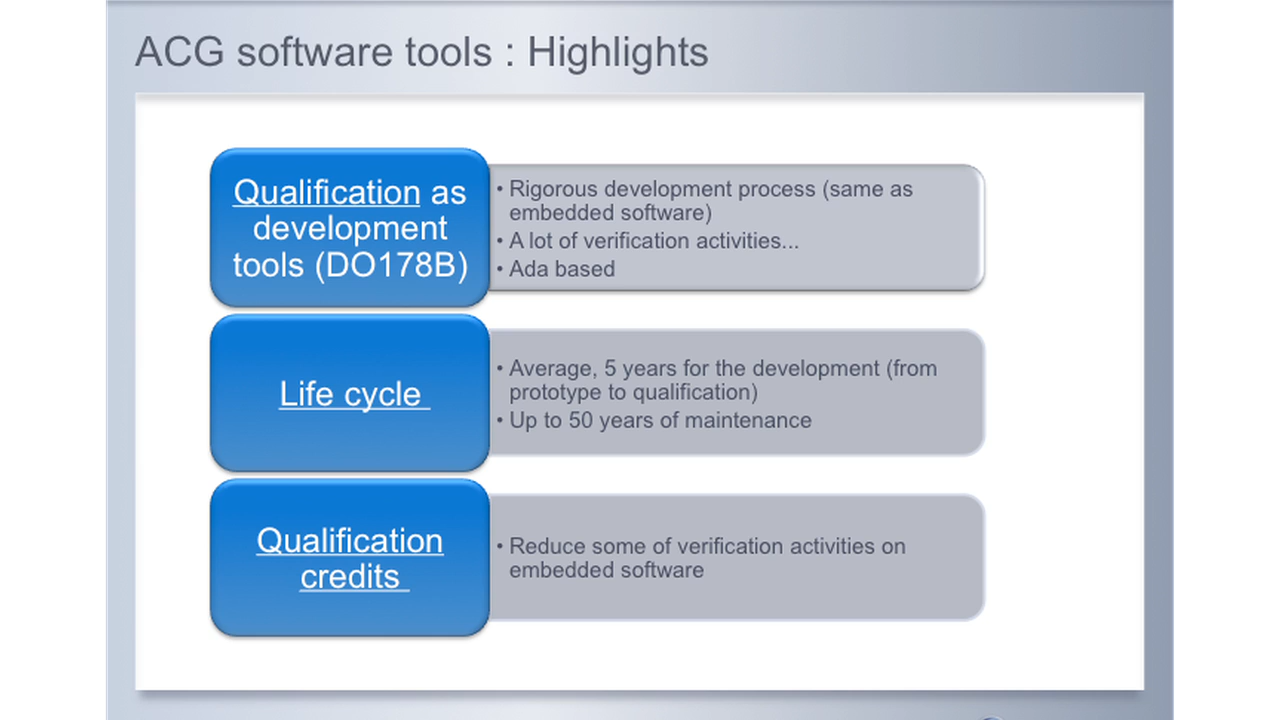 ACG software tools : Highlights
Qualification as
development
tools (DO178B)
• Rigorous development process (same as
embedded software)
• A lot of verification activities...
• Ada based
Life cycle
• Average, 5 years for the development (from
prototype to qualification)
• Up to 50 years of maintenance
Qualification
credits
• Reduce some of verification activities on
embedded software